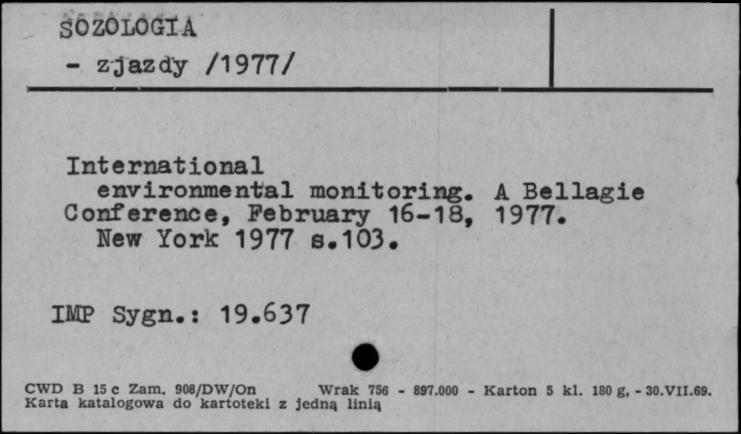 SOZOLOGIA
- zjazdy /1977/
International
environmental monitoring. A Bellagie
Conference, February 16-18, 1977.
New York 1977 s.103.
IMP Sygn.: 19.637
CWD B 15 c Zam. 908/DW/On Wrak 756 - 897.000 - Karton 5 kl. 180 g, - 30.VII.69.
Karta katalogowa do kartoteki z jedną linią